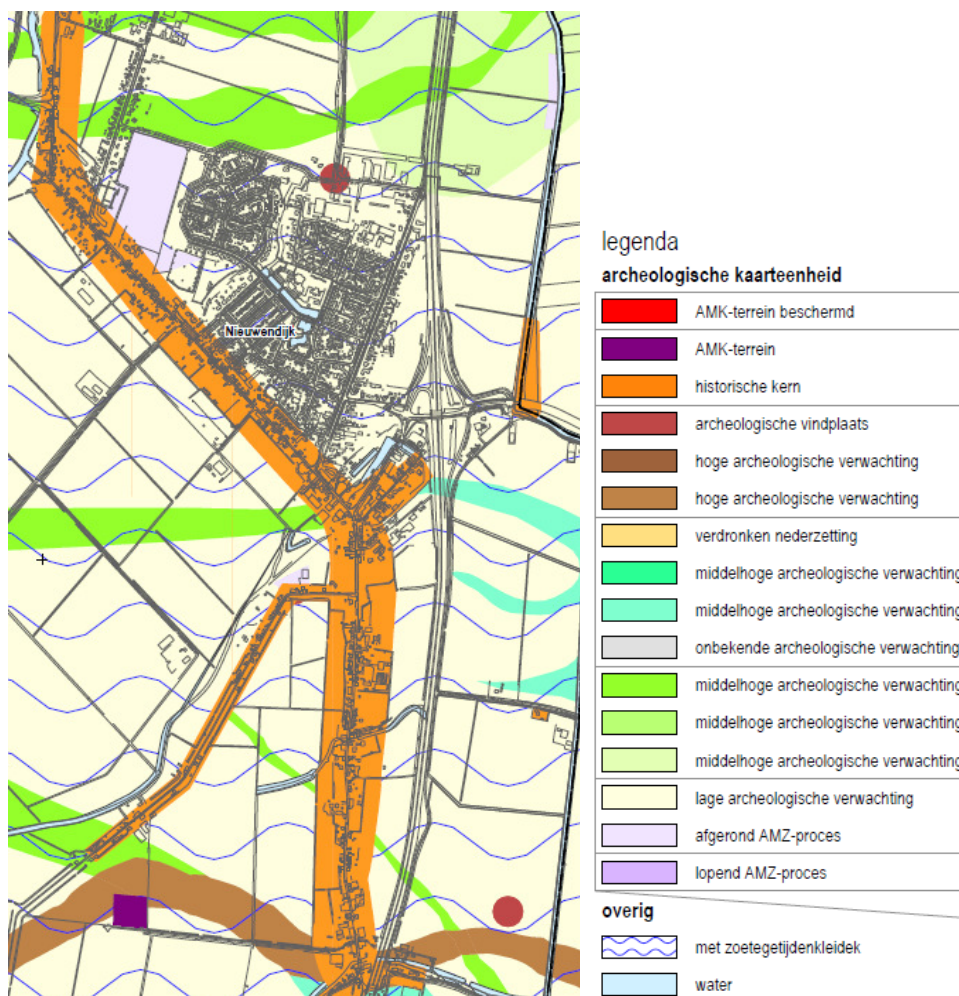 Nieuwendijk
legenda
archeologische kaarteenheid
AMK-terrein beschermd
AMK-terrein
historische kern
archeologische vindplaats
hoge archeologische verwachting
hoge archeologische verwachting
verdronken nederzetting
middelhoge archeologische verwachting
middelhoge archeologische verwachting
onbekende archeologische verwachting
middelhoge archeologische verwachting
middelhoge archeologische verwachting
middelhoge archeologische verwachting
lage archeologische verwachting
afgerond AMZ-proces
lopend AMZ-proces
overig
met zoetegetijdenkleidek
water